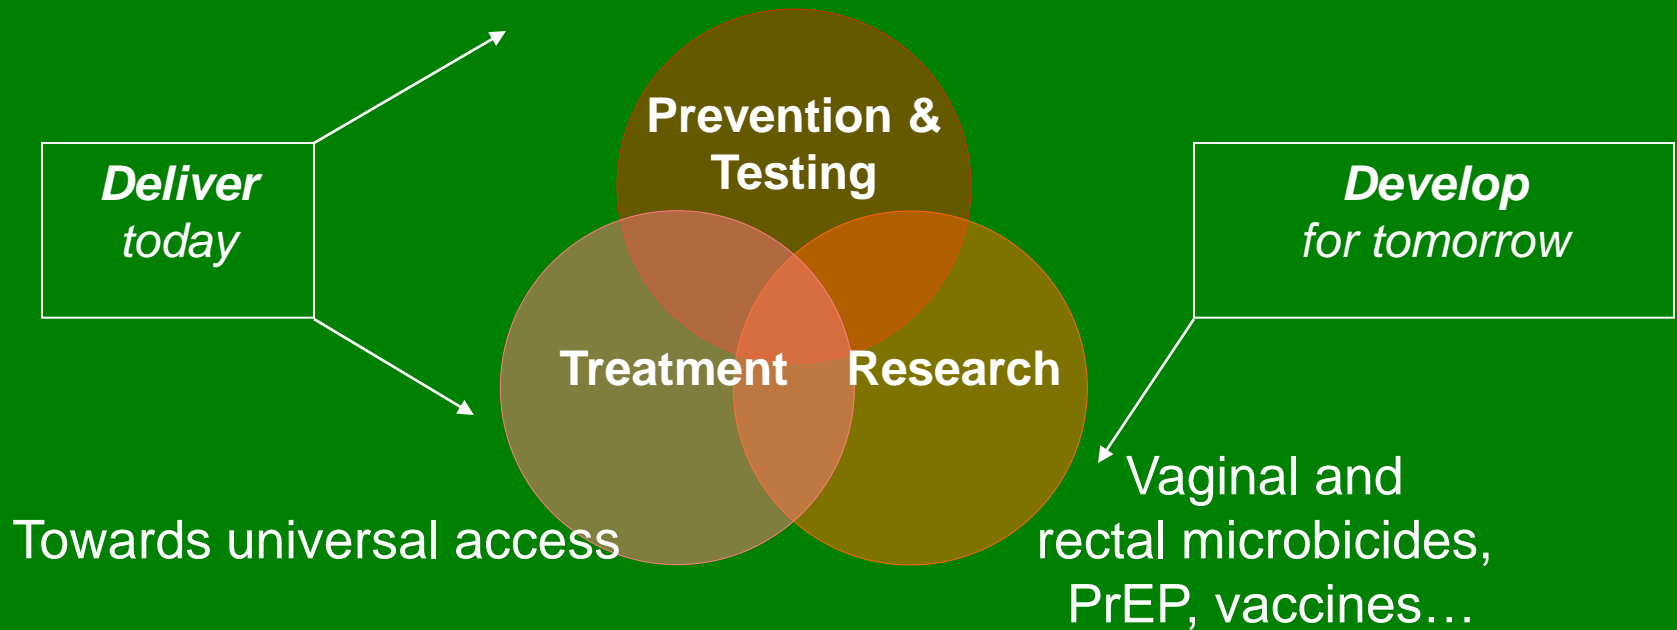 Prevention &
Testing
Deliver
today
Develop
for tomorrow
Treatment
Research
Towards universal access
Vaginal and
rectal microbicides,
PrEP, vaccines…